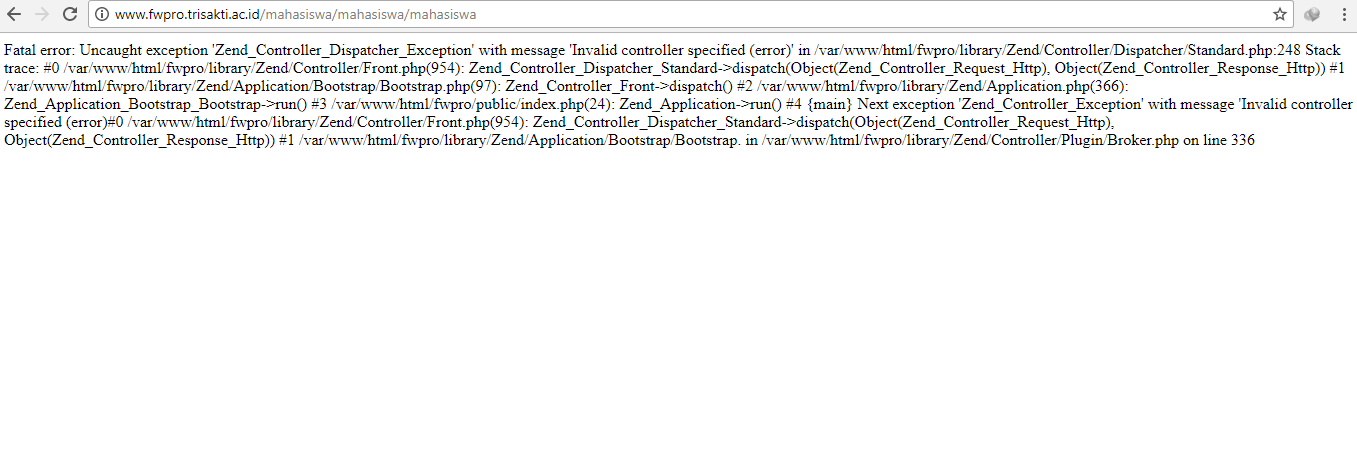 www.fwpro.trisakti.ac.id/mahasiswa/mahasiswa/mahasiswa
Fatal error: Uncaught exception 'Zend_Controller_Dispatcher_Exception' with message 'Invalid controller specified (error)' in /var/www/html/fwpro/library/Zend/Controller/Dispatcher/Standard.php:248 Stack
trace: #0 /var/www/html/fwpro/library/Zend/Controller/Front.php(954): Zend_Controller_Dispatcher_Standard->dispatch(Object(Zend_Controller_Request_Http), Object(Zend_Controller_Response_Http)) #1
/var/www/html/fwpro/library/Zend/Application/Bootstrap/Bootstrap.php(97): Zend_Controller_Front->dispatch() #2 /var/www/html/fwpro/library/Zend/Application.php(366):
Zend_Application_Bootstrap_Bootstrap->run() #3 /var/www/html/fwpro/public/index.php(24): Zend_Application->run() #4 {main} Next exception 'Zend_Controller_Exception' with message 'Invalid controller
specified (error)#0 /var/www/html/fwpro/library/Zend/Controller/Front.php(954): Zend_Controller_Dispatcher_Standard->dispatch(Object(Zend_Controller_Request_Http),
Object(Zend_Controller_Response_Http)) #1 /var/www/html/fwpro/library/Zend/Application/Bootstrap/Bootstrap. in /var/www/html/fwpro/library/Zend/Controller/Plugin/Broker.php on line 336